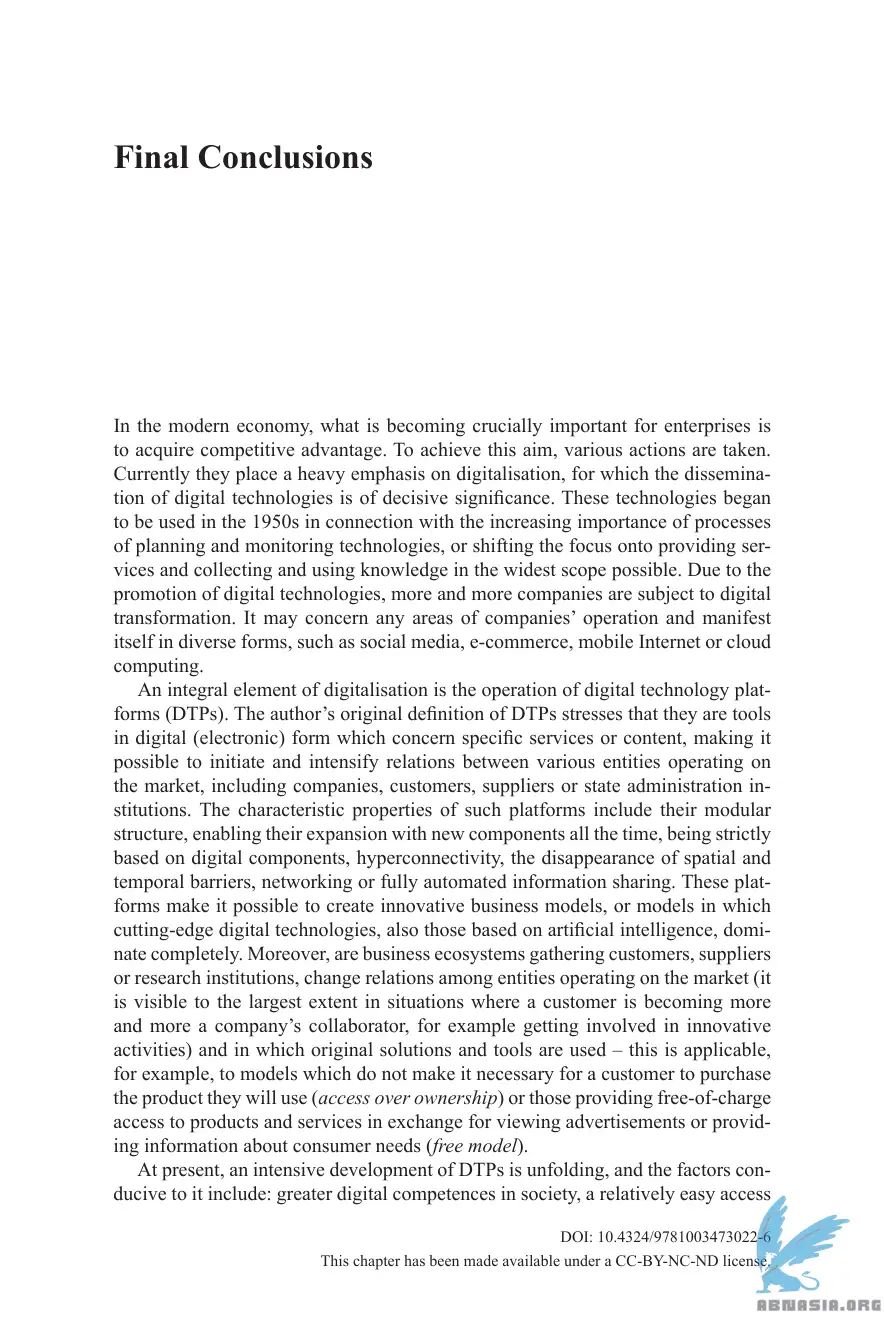 Final Conclusions
In the modern economy, what is becoming crucially important for enterprises is
to acquire competitive advantage. To achieve this aim, various actions are taken.
Currently they place a heavy emphasis on digitalisation, for which the dissemina-
tion of digital technologies is of decisive significance. These technologies began
to be used in the 1950s in connection with the increasing importance of processes
of planning and monitoring technologies, or shifting the focus onto providing ser-
vices and collecting and using knowledge in the widest scope possible. Due to the
promotion of digital technologies, more and more companies are subject to digital
transformation. It may concern any areas of companies’ operation and manifest
itself in diverse forms, such as social media, e-commerce, mobile Internet or cloud
computing.
An integral element of digitalisation is the operation of digital technology plat-
forms (DTPs). The author’s original definition of DTPs stresses that they are tools
in digital (electronic) form which concern specific services or content, making it
possible to initiate and intensify relations between various entities operating on
the market, including companies, customers, suppliers or state administration in-
stitutions. The characteristic properties of such platforms include their modular
structure, enabling their expansion with new components all the time, being strictly
based on digital components, hyperconnectivity, the disappearance of spatial and
temporal barriers, networking or fully automated information sharing. These plat-
forms make it possible to create innovative business models, or models in which
cutting-edge digital technologies, also those based on artificial intelligence, domi-
nate completely. Moreover, are business ecosystems gathering customers, suppliers
or research institutions, change relations among entities operating on the market (it
is visible to the largest extent in situations where a customer is becoming more
and more a company’s collaborator, for example getting involved in innovative
activities) and in which original solutions and tools are used – this is applicable,
for example, to models which do not make it necessary for a customer to purchase
the product they will use (access over ownership) or those providing free-of-charge
access to products and services in exchange for viewing advertisements or provid-
ing information about consumer needs (free model).
At present, an intensive development of DTPs is unfolding, and the factors con-
ducive to it include: greater digital competences in society, a relatively easy access
DOI: 10.4324/9781003473022-6
This chapter has been made available under a CC-BY-NC-ND license.
ABNASIA.ORG